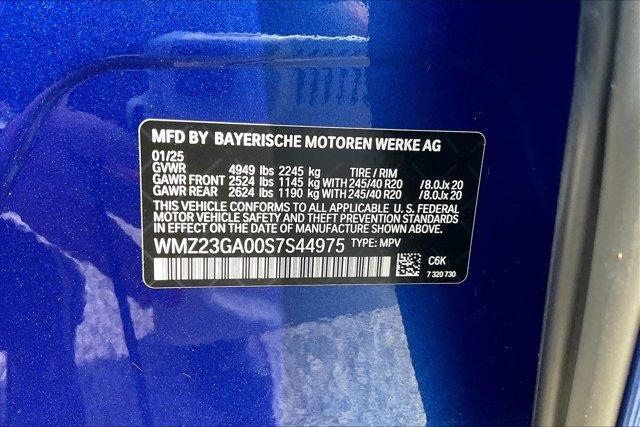 MFD BY BAYERISCHE MOTOREN WERKE AG
01/25
GVWR 4949 lbs 2245 kg TIRE / RIM
GAWR FRONT 2524 lbs 1145 kg WITH 245/40 R20 /8.0Jx 20
GAWR REAR 2624 lbs 1190 kg WITH 245/40 R20 /8.0Jx 20
THIS VEHICLE CONFORMS TO ALL APPLICABLE U. S. FEDERAL
MOTOR VEHICLE SAFETY AND THEFT PREVENTION STANDARDS
IN EFFECT ON THE DATE OF MANUFACTURE SHOWN ABOVE.
WMZ23GA00S7S44975 TYPE: MPV
C6K
7 320 730